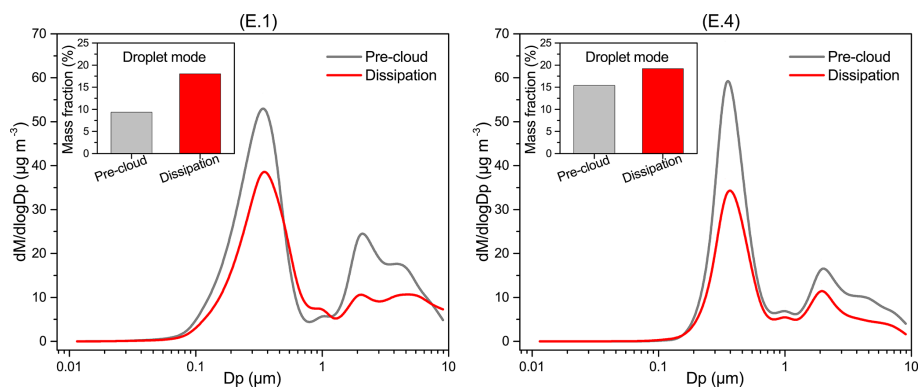 (E.1)
70
60
50
40
30
20
10
0
dM/dlogDp (µg m⁻³)
0.01
0.1
1
10
Dp (µm)
Pre-cloud
Dissipation
Droplet mode
25
20
15
10
5
0
Mass fraction (%)
Pre-cloud
Dissipation
(E.4)
70
60
50
40
30
20
10
0
dM/dlogDp (µg m⁻³)
0.01
0.1
1
10
Dp (µm)
Pre-cloud
Dissipation
Droplet mode
25
20
15
10
5
0
Mass fraction (%)
Pre-cloud
Dissipation